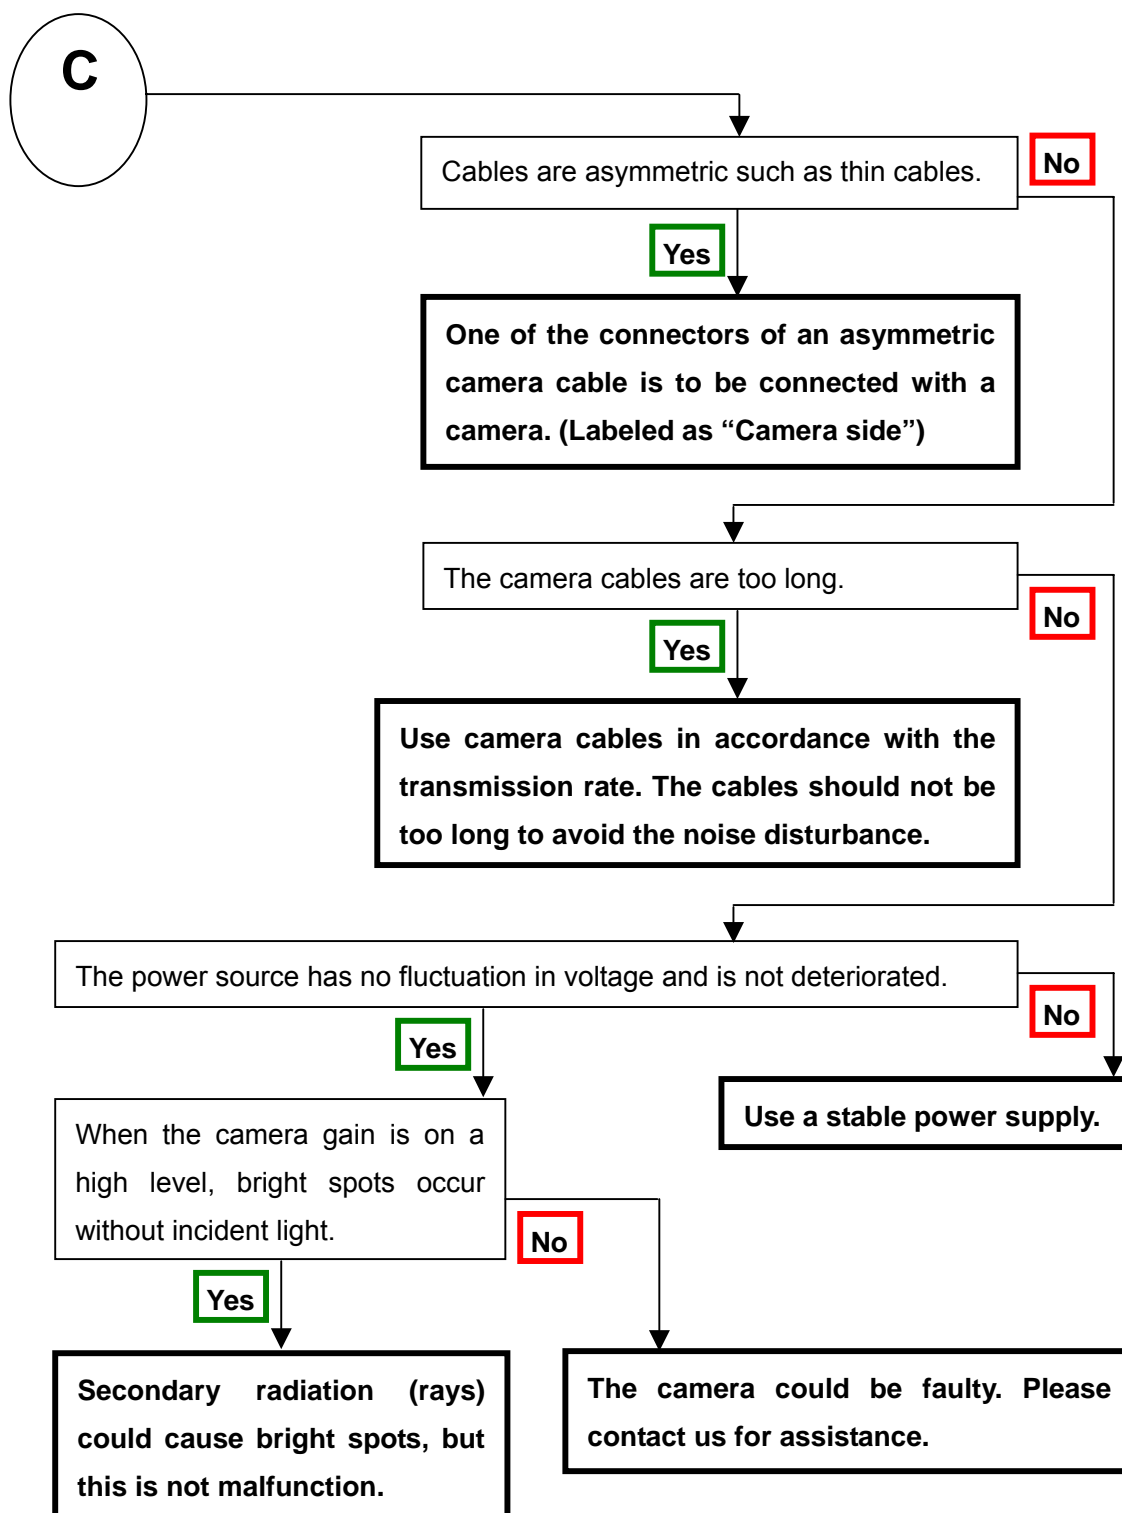 C
Cables are asymmetric such as thin cables.
No
Yes
One of the connectors of an asymmetric
camera cable is to be connected with a
camera. (Labeled as “Camera side”)
The camera cables are too long.
No
Yes
Use camera cables in accordance with the
transmission rate. The cables should not be
too long to avoid the noise disturbance.
The power source has no fluctuation in voltage and is not deteriorated.
No
Yes
Use a stable power supply.
When the camera gain is on a
high level, bright spots occur
without incident light.
No
Yes
Secondary radiation (rays)
could cause bright spots, but
this is not malfunction.
The camera could be faulty. Please
contact us for assistance.